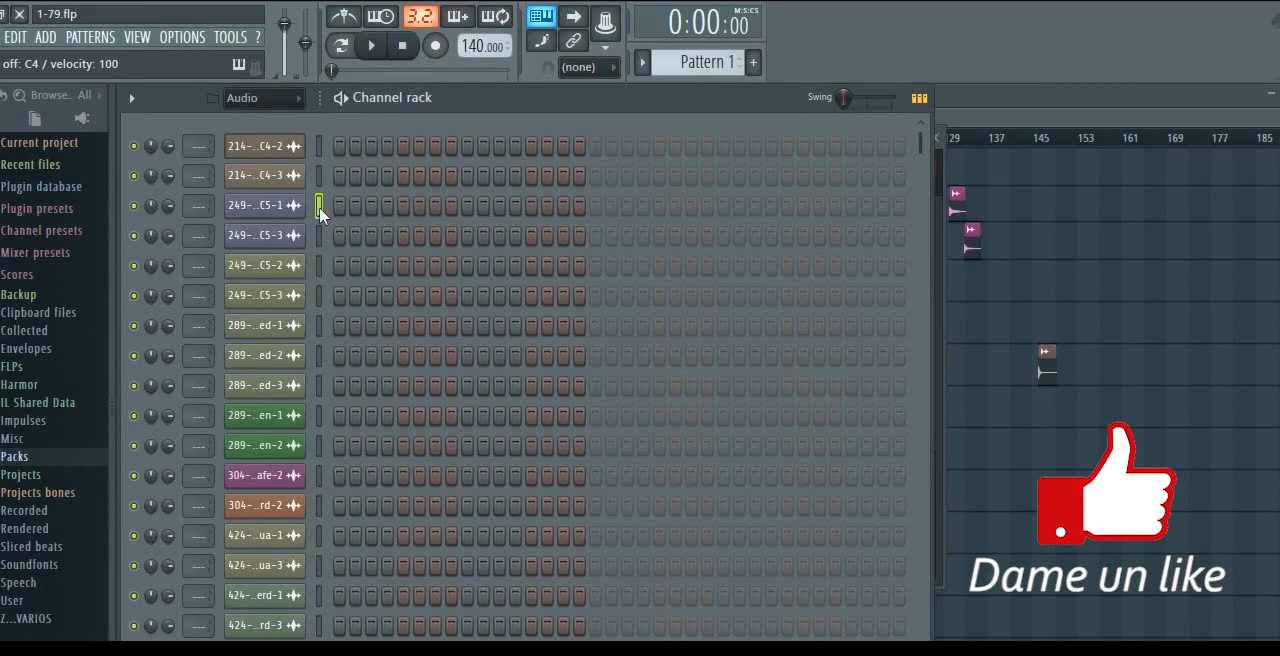 1-79.flp
EDIT ADD PATTERNS VIEW OPTIONS TOOLS ?
off: C4 / velocity: 100
3.2.
140.000
(none)
M:S:CS
0:00:00
Pattern 1
+
Browse..
All
Audio
Channel rack
Swing
Current project
Recent files
Plugin database
Plugin presets
Channel presets
Mixer presets
Scores
Backup
Clipboard files
Collected
Envelopes
FLPs
Harmor
IL Shared Data
Impulses
Misc
Packs
Projects
Projects bones
Recorded
Rendered
Sliced beats
Soundfonts
Speech
User
Z...VARIOS
214-..C4-2
214-..C4-3
249-..C5-1
249-..C5-3
249-..C5-2
249-..C5-3
289-..ed-1
289-..ed-2
289-..ed-3
289-..en-1
289-..en-2
304-..afe-2
304-..rd-2
424-..ua-1
424-..ua-3
424-..erd-1
424-..rd-3
29 137 145 153 161 169 177 185
Dame un like